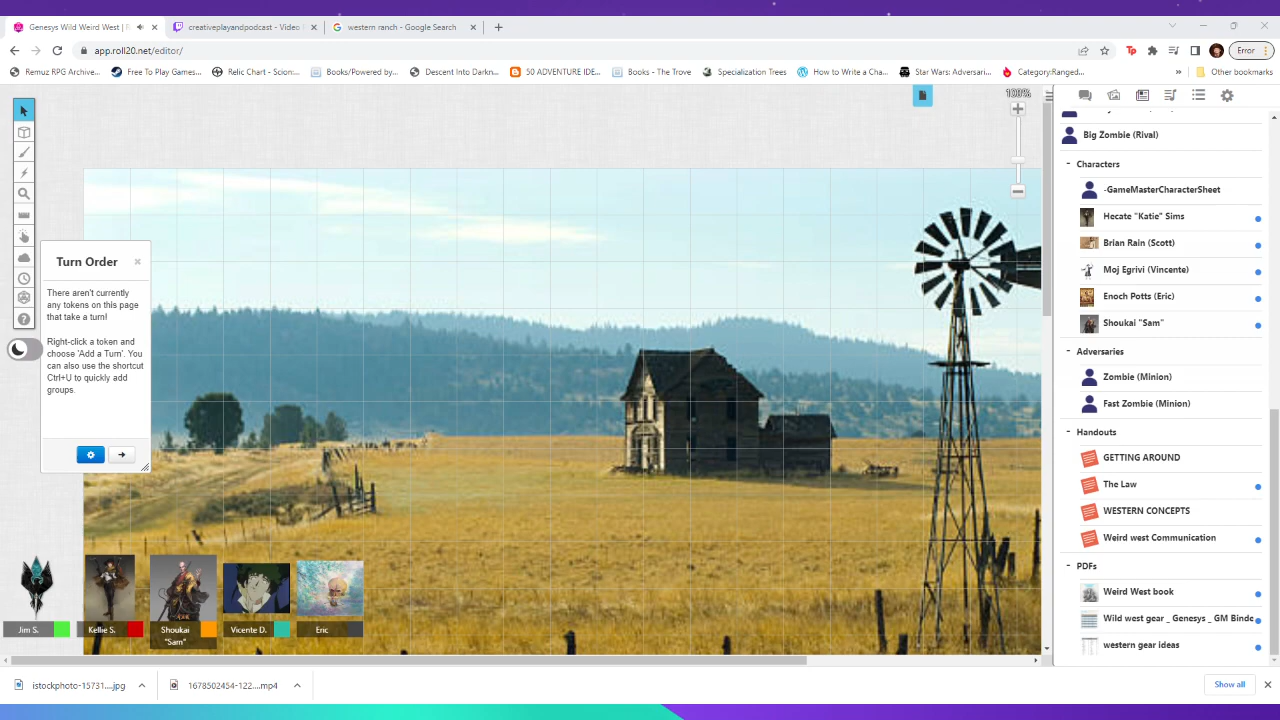 Genesys Wild Weird West | R
creativeplayandpodcast - Video
western ranch - Google Search
app.roll20.net/editor/
Error
Remuz RPG Archive...
Free To Play Games...
Relic Chart - Scion:...
Books/Powered by...
Descent Into Darkn...
50 ADVENTURE IDE...
Books - The Trove
Specialization Trees
How to Write a Cha...
Star Wars: Adversari...
Category:Ranged...
»
Other bookmarks
100%
Big Zombie (Rival)
Characters
-GameMasterCharacterSheet
Hecate "Katie" Sims
Brian Rain (Scott)
Moj Egrivi (Vincente)
Enoch Potts (Eric)
Shoukai "Sam"
Adversaries
Zombie (Minion)
Fast Zombie (Minion)
Handouts
GETTING AROUND
The Law
WESTERN CONCEPTS
Weird west Communication
PDFs
Weird West book
Wild west gear _ Genesys _ GM Binde
western gear ideas
Turn Order
There aren't currently
any tokens on this page
that take a turn!
Right-click a token and
choose 'Add a Turn'. You
can also use the shortcut
Ctrl+U to quickly add
groups.
Jim S.
Kellie S.
Shoukai
"Sam"
Vicente D.
Eric
istockphoto-15731....jpg
1678502454-122....mp4
Show all